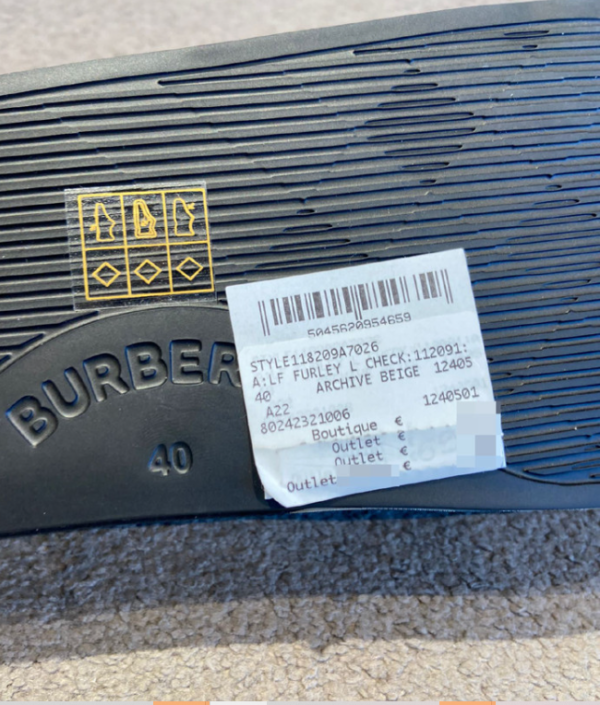 BURBER
40
5045620954659
STYLE118209A7026
A:LF FURLEY L CHECK:112091:
40 ARCHIVE BEIGE 12405
A22 1240501
80242321006
Boutique €
Outlet €
Outlet €
Outlet €